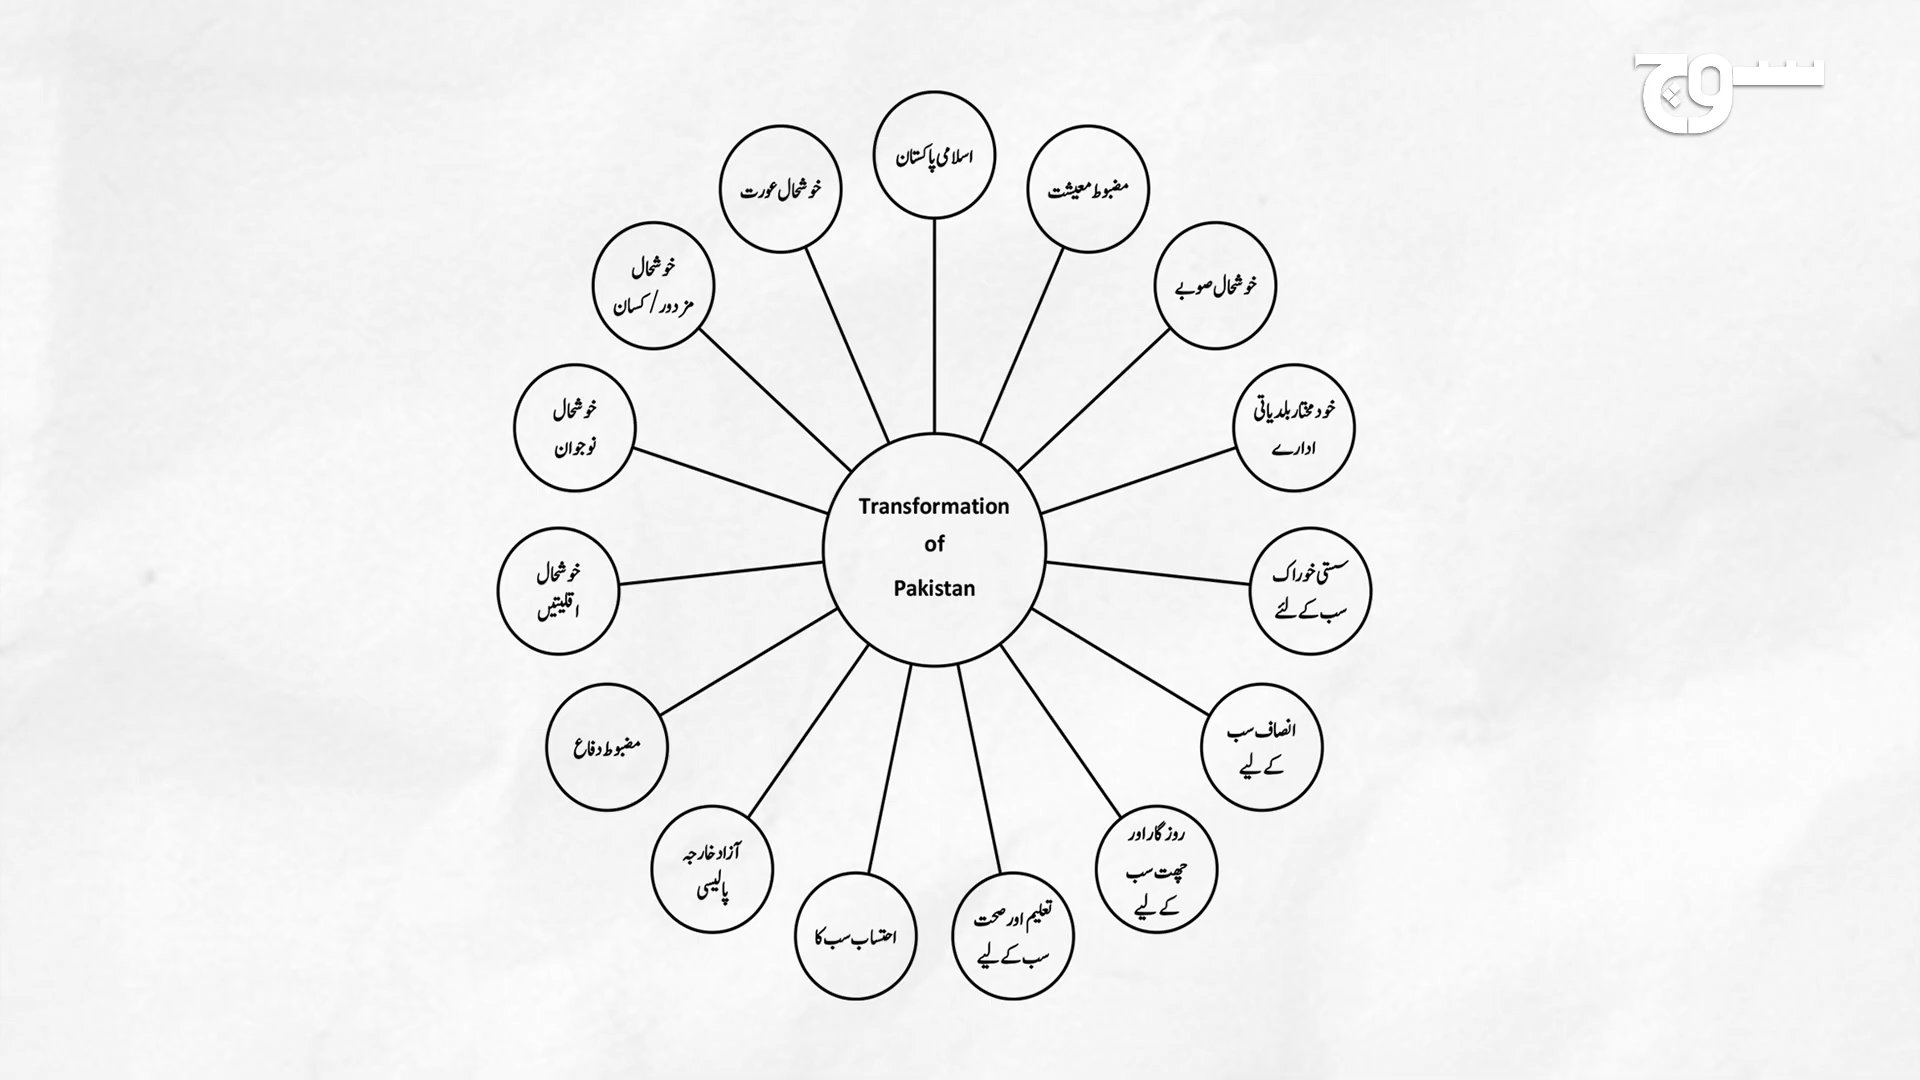 سوچ
اسلامی پاکستان
مضبوط معیشت
خوشحال صوبے
خود مختار بلدیاتی
ادارے
سستی خوراک
سب کے لئے
انصاف سب
کے لیے
روزگار اور
چھت سب
کے لیے
تعلیم اور صحت
سب کے لیے
احتساب سب کا
آزاد خارجہ
پالیسی
مضبوط دفاع
خوشحال
اقلیتیں
خوشحال
نوجوان
خوشحال
مزدور / کسان
خوشحال عورت
Transformation
of
Pakistan